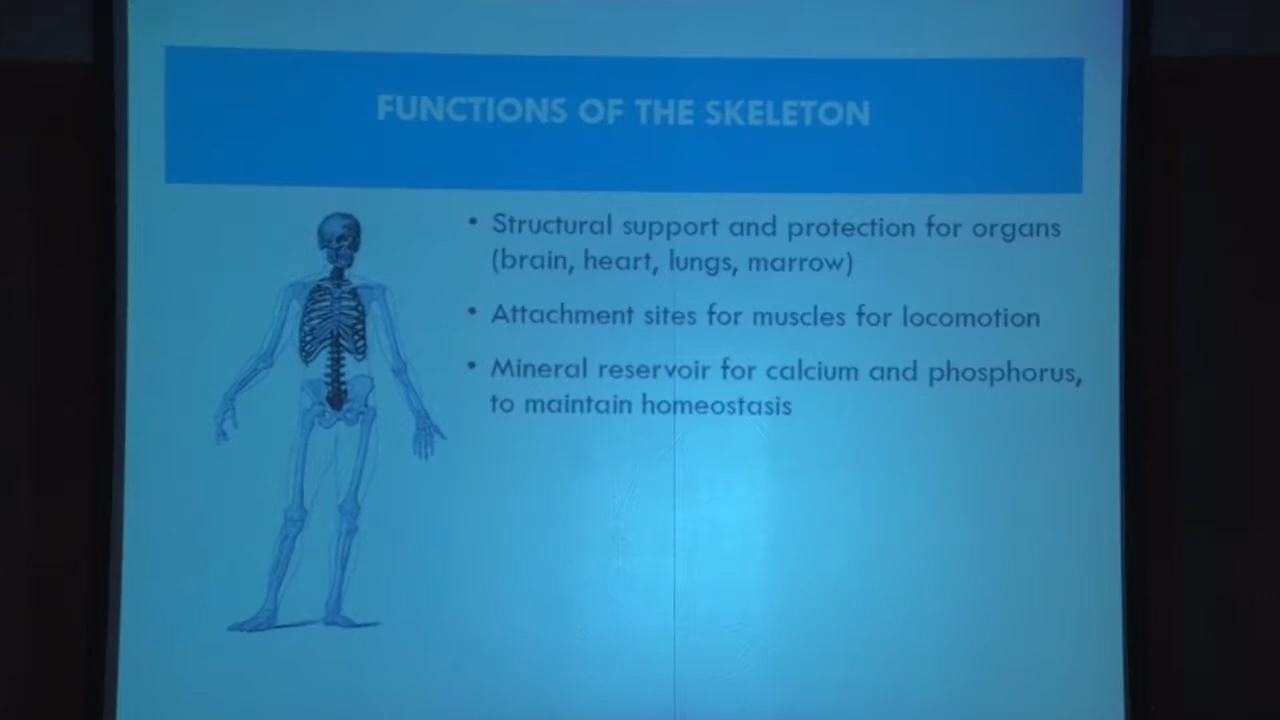 FUNCTIONS OF THE SKELETON
• Structural support and protection for organs
(brain, heart, lungs, marrow)
• Attachment sites for muscles for locomotion
• Mineral reservoir for calcium and phosphorus,
to maintain homeostasis